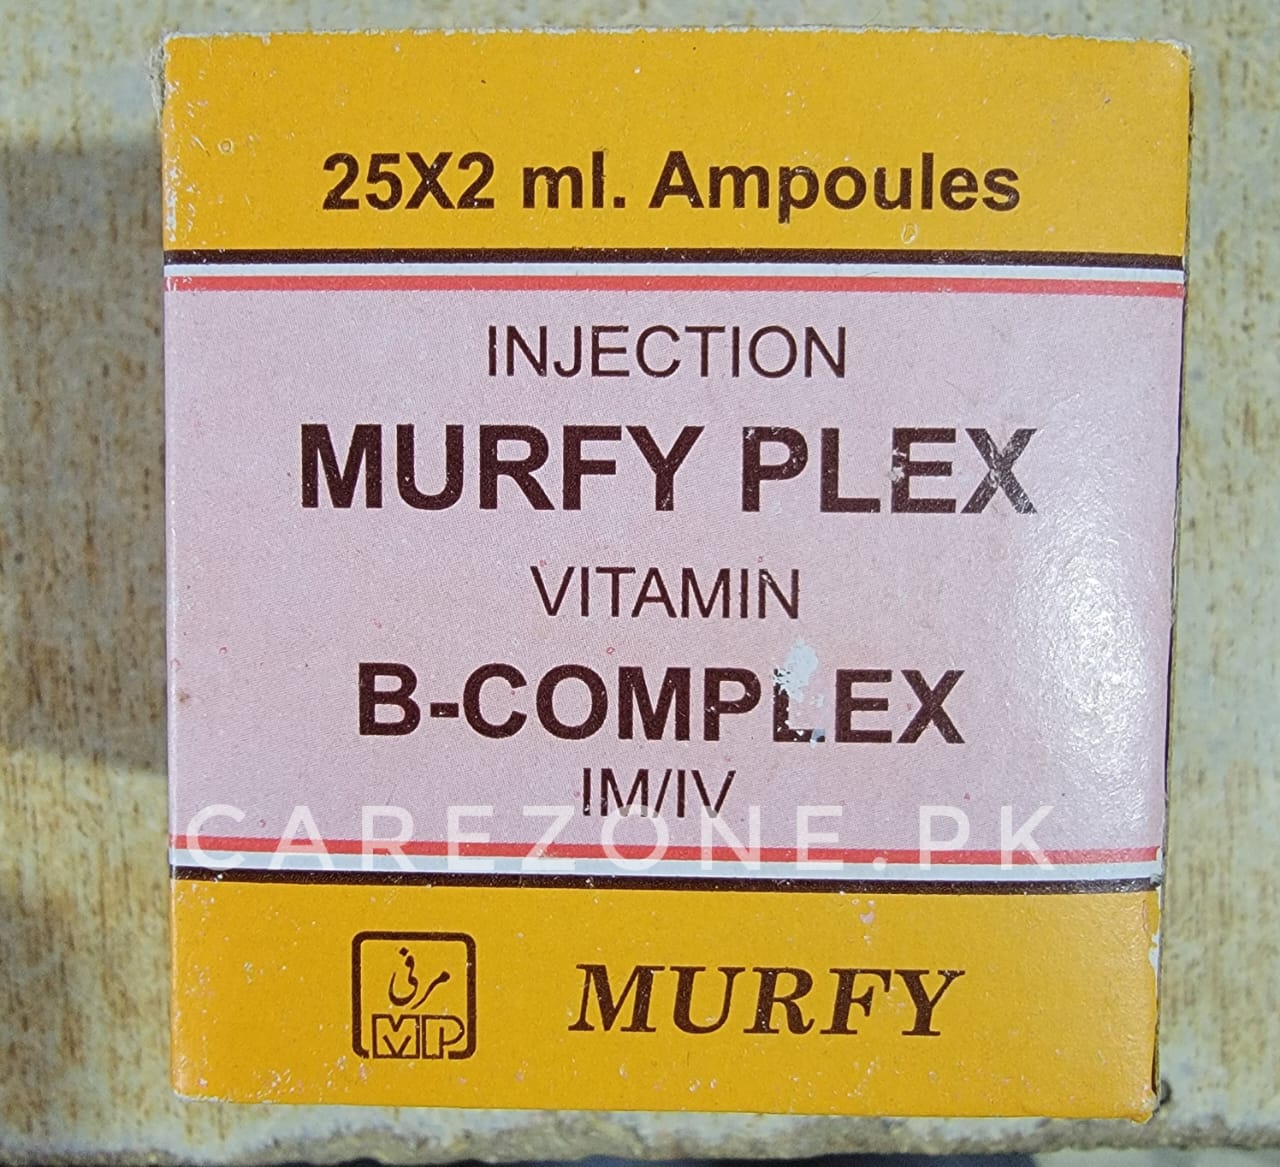 25X2 ml. Ampoules
INJECTION
MURFY PLEX
VITAMIN
B-COMPLEX
IM/IV
CAREZONE.PK
مرفی
MP
MURFY